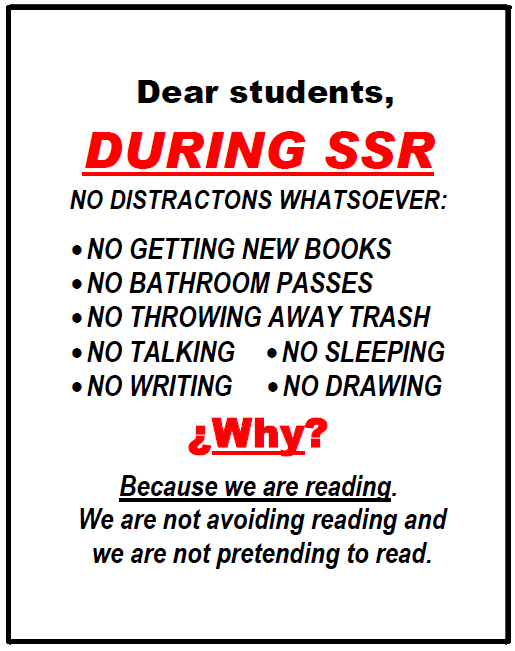 Dear students,
DURING SSR
NO DISTRACTONS WHATSOEVER:
• NO GETTING NEW BOOKS
• NO BATHROOM PASSES
• NO THROWING AWAY TRASH
• NO TALKING • NO SLEEPING
• NO WRITING • NO DRAWING
¿Why?
Because we are reading.
We are not avoiding reading and
we are not pretending to read.